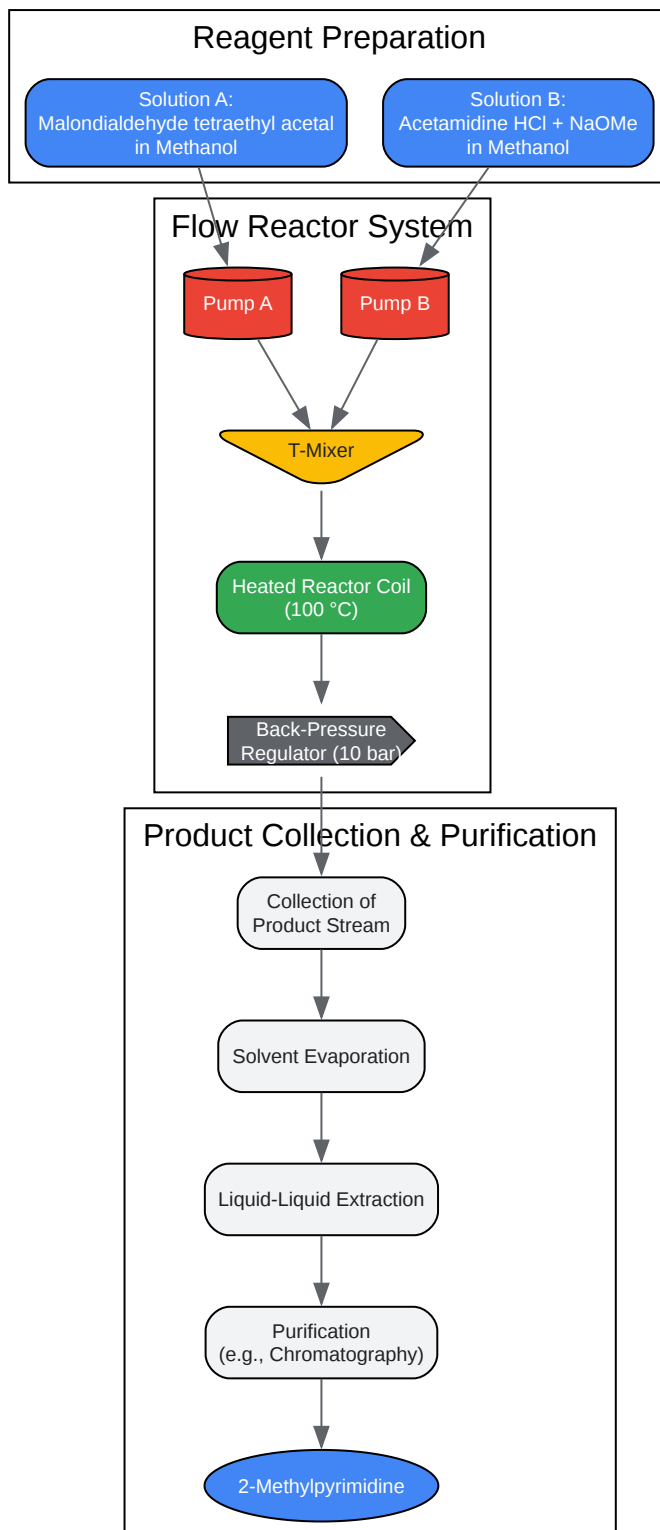 Reagent Preparation
Solution A:
Malondialdehyde tetraethyl acetal
in Methanol
Solution B:
Acetamidine HCl + NaOMe
in Methanol
Flow Reactor System
Pump A
Pump B
T-Mixer
Heated Reactor Coil
(100 °C)
Back-Pressure
Regulator (10 bar)
Product Collection & Purification
Collection of
Product Stream
Solvent Evaporation
Liquid-Liquid Extraction
Purification
(e.g., Chromatography)
2-Methylpyrimidine